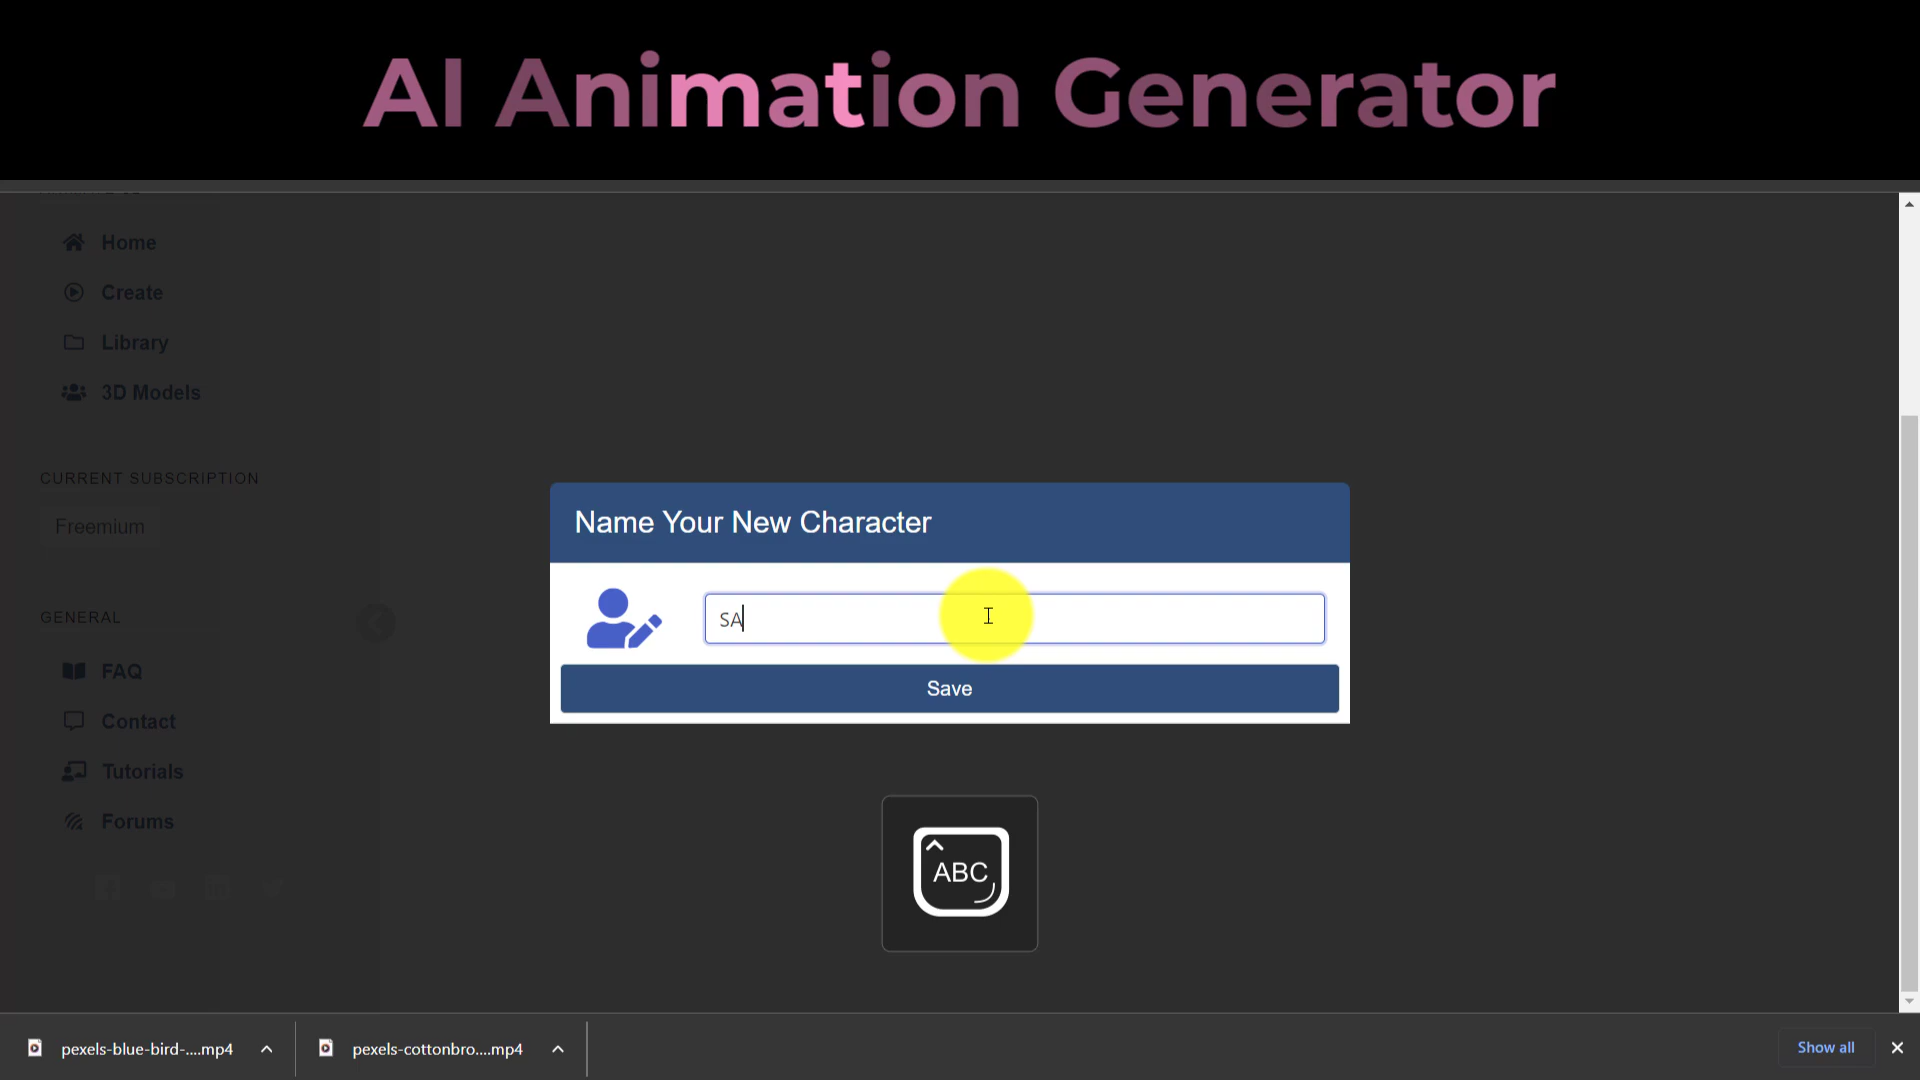 AI Animation Generator
Home
Create
Library
3D Models
CURRENT SUBSCRIPTION
Freemium
GENERAL
FAQ
Contact
Tutorials
Forums
Name Your New Character
SA
Save
ABC
pexels-blue-bird-....mp4
pexels-cottonbro....mp4
Show all